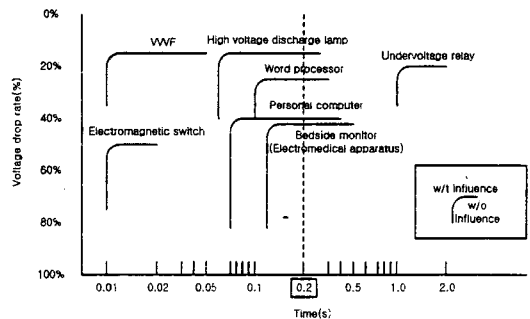 0%
20%
40%
60%
80%
100%
Voltage drop rate(%)
VVVF
High voltage discharge lamp
Undervoltage relay
Word processor
Personal computer
Electromagnetic switch
Bedside monitor
(Electromedical apparatus)
w/t Influence
w/o
Influence
0.01
0.02
0.05
0.1
0.2
0.5
1.0
2.0
Time(s)